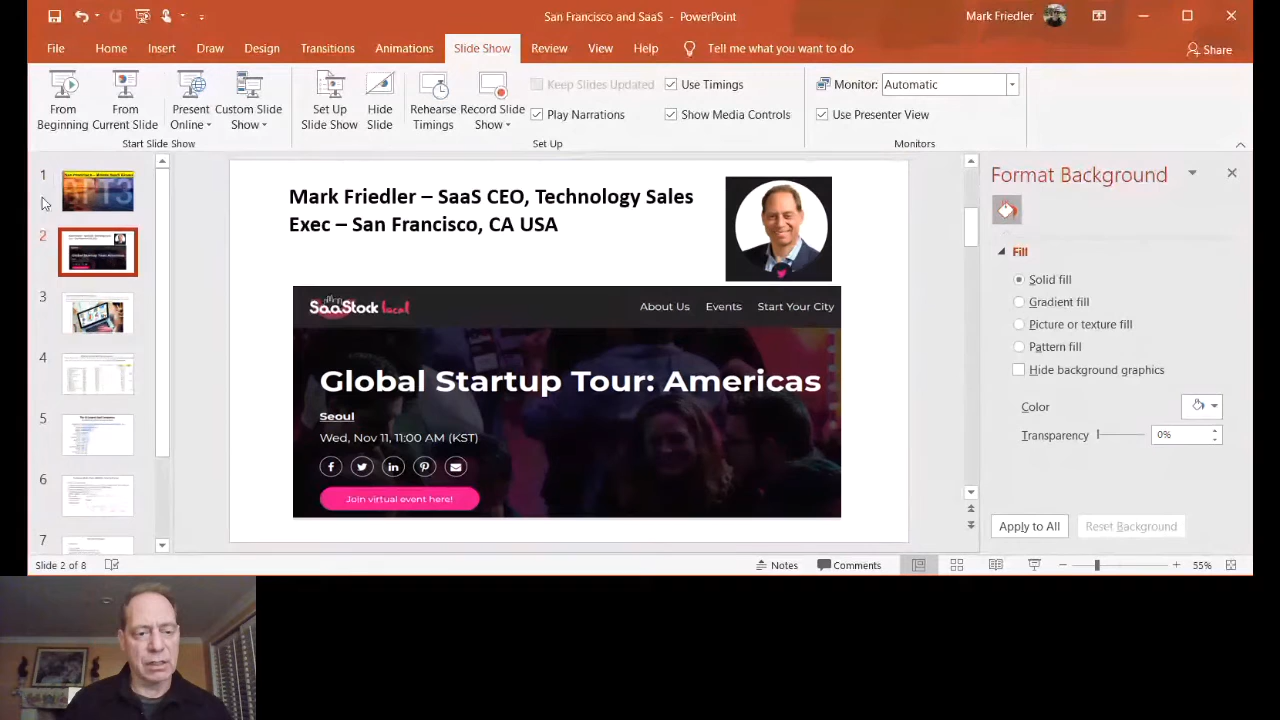 San Francisco and SaaS - PowerPoint
Mark Friedler
File Home Insert Draw Design Transitions Animations Slide Show Review View Help Tell me what you want to do
Share
From Beginning
From Current Slide
Present Online
Custom Slide Show
Start Slide Show
Set Up Slide Show
Hide Slide
Rehearse Timings
Record Slide Show
Keep Slides Updated
Play Narrations
Use Timings
Show Media Controls
Set Up
Monitor: Automatic
Use Presenter View
Monitors
1
2
3
4
5
6
7
Mark Friedler – SaaS CEO, Technology Sales
Exec – San Francisco, CA USA
SaaStock local
About Us Events Start Your City
Global Startup Tour: Americas
Seoul
Wed, Nov 11, 11:00 AM (KST)
Join virtual event here!
Format Background
Fill
Solid fill
Gradient fill
Picture or texture fill
Pattern fill
Hide background graphics
Color
Transparency 0%
Apply to All Reset Background
Slide 2 of 8
Notes Comments 55%